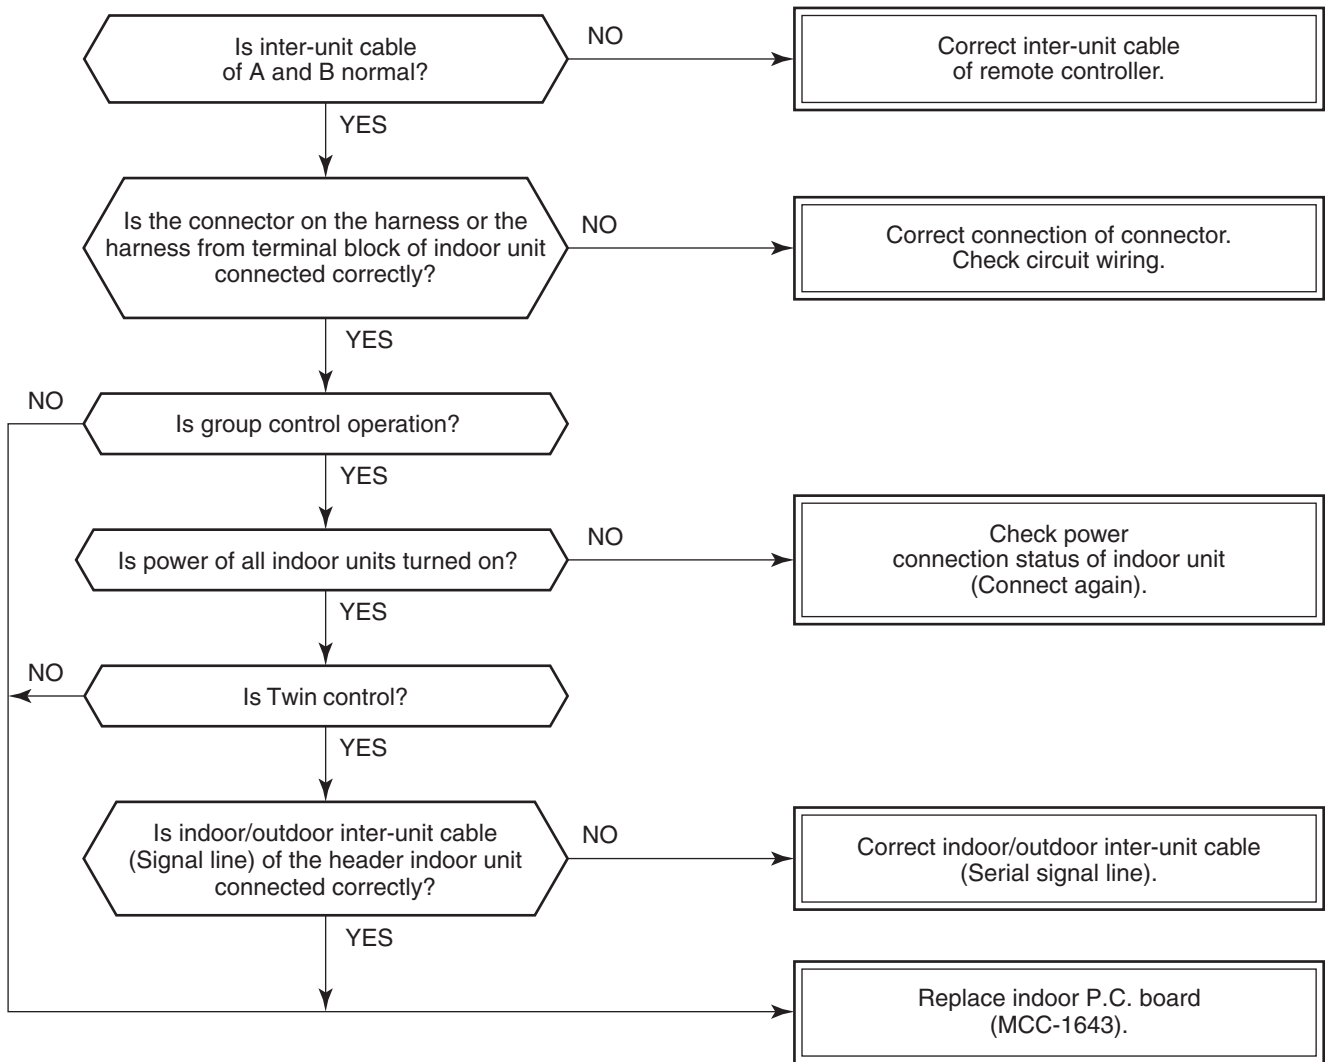 Is inter-unit cable
of A and B normal?
NO
Correct inter-unit cable
of remote controller.
YES
Is the connector on the harness or the
harness from terminal block of indoor unit
connected correctly?
NO
Correct connection of connector.
Check circuit wiring.
YES
NO
Is group control operation?
YES
Is power of all indoor units turned on?
NO
Check power
connection status of indoor unit
(Connect again).
YES
NO
Is Twin control?
YES
Is indoor/outdoor inter-unit cable
(Signal line) of the header indoor unit
connected correctly?
NO
Correct indoor/outdoor inter-unit cable
(Serial signal line).
YES
Replace indoor P.C. board
(MCC-1643).